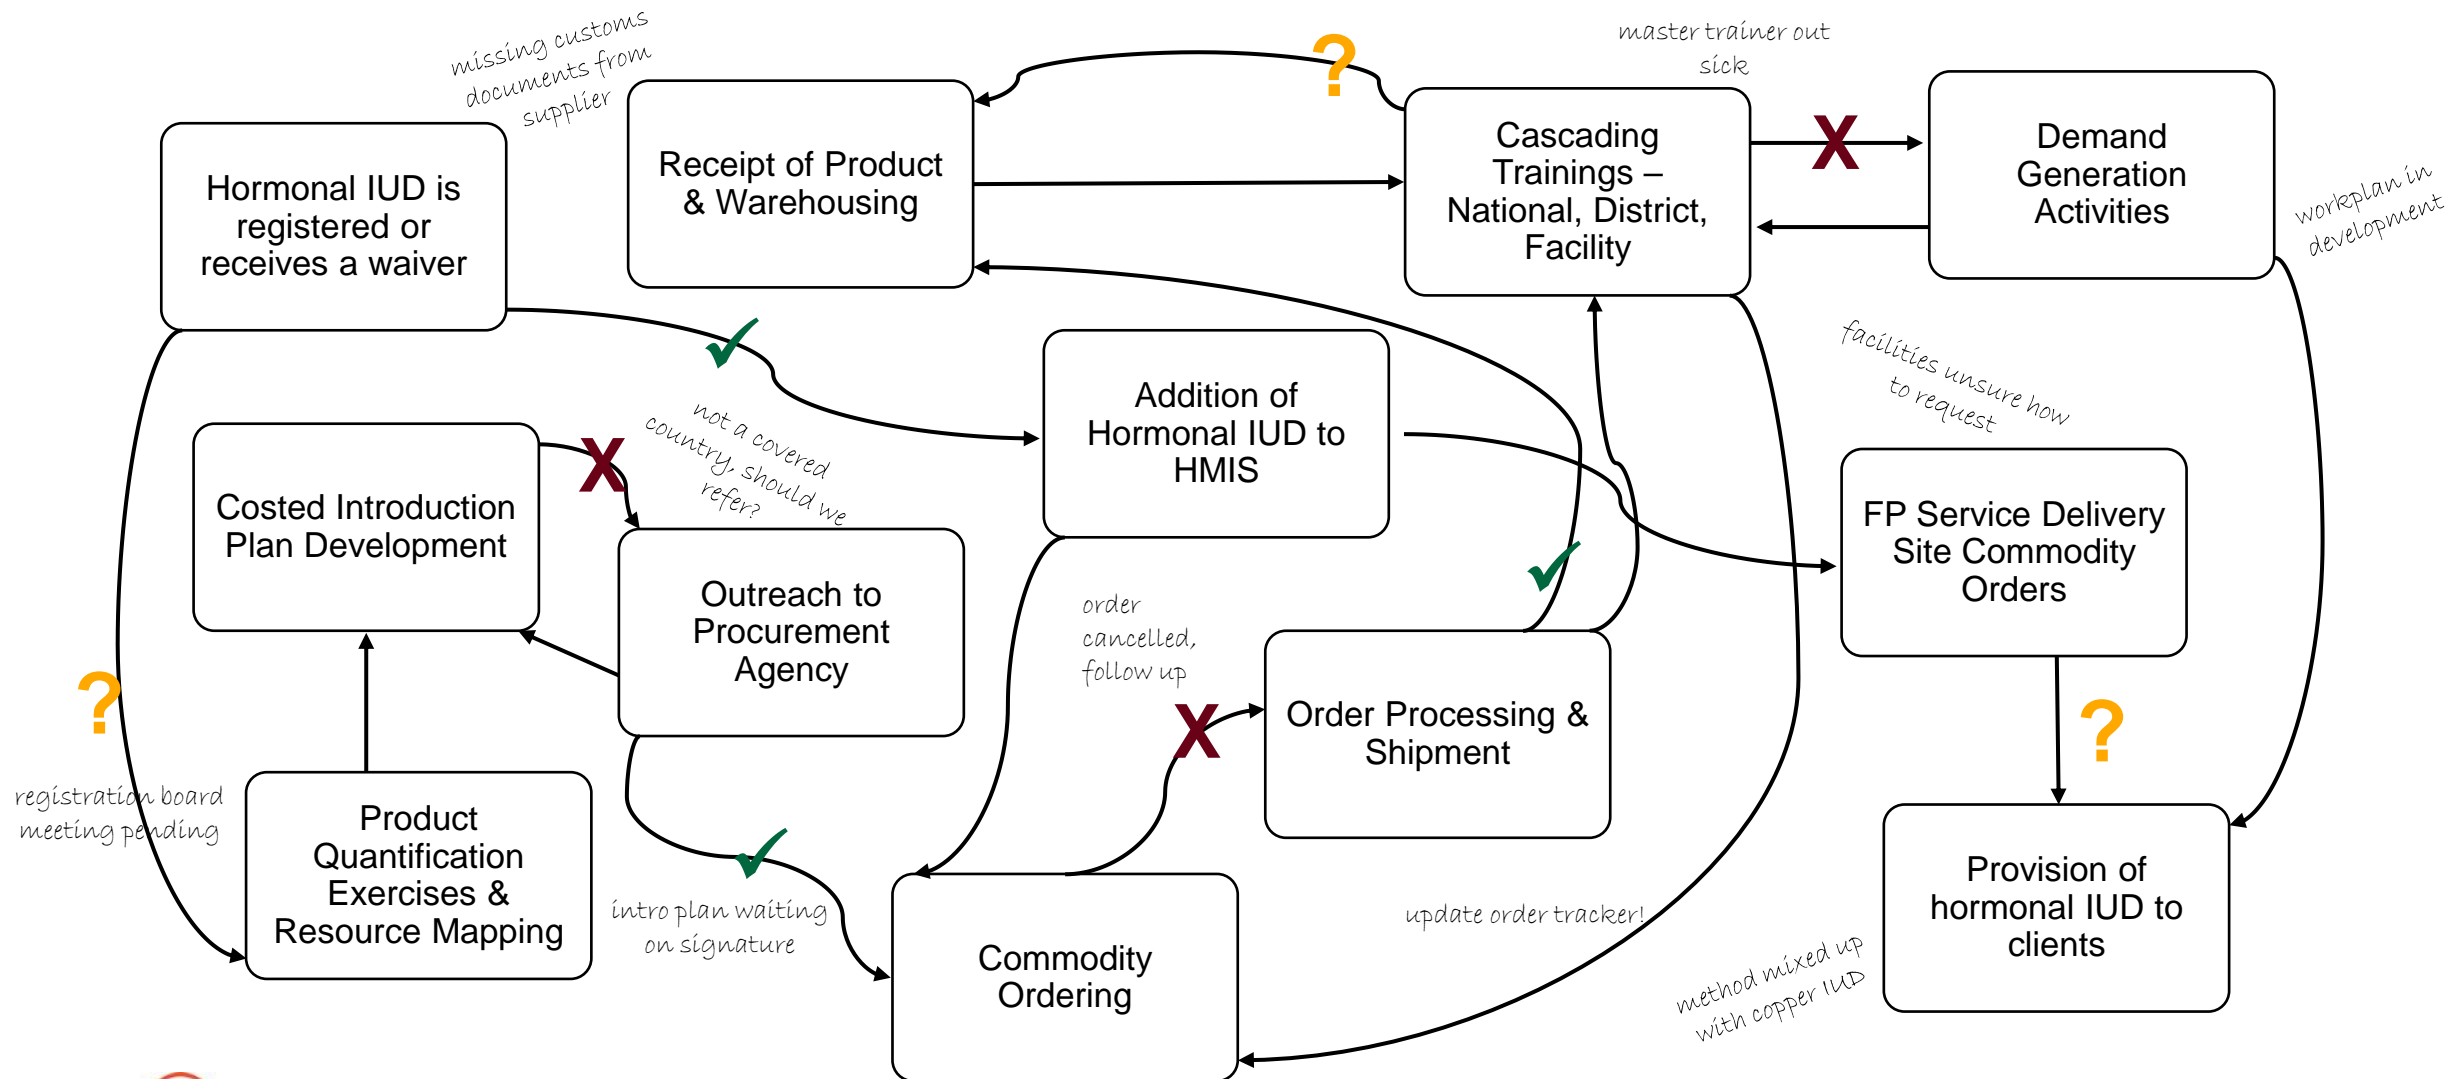 missing customs
documents from
supplier
master trainer out
sick
?
X
Hormonal IUD is
registered or
receives a waiver
Receipt of Product
& Warehousing
Cascading
Trainings –
National, District,
Facility
Demand
Generation
Activities
workplan in
development
not a covered
country, should we
refer?
X
Costed Introduction
Plan Development
Addition of
Hormonal IUD to
HMIS
facilities unsure how
to request
FP Service Delivery
Site Commodity
Orders
Outreach to
Procurement
Agency
order
cancelled,
follow up
X
Order Processing &
Shipment
?
?
registration board
meeting pending
Product
Quantification
Exercises &
Resource Mapping
intro plan waiting
on signature
Commodity
Ordering
update order tracker!
method mixed up
with copper IUD
Provision of
hormonal IUD to
clients